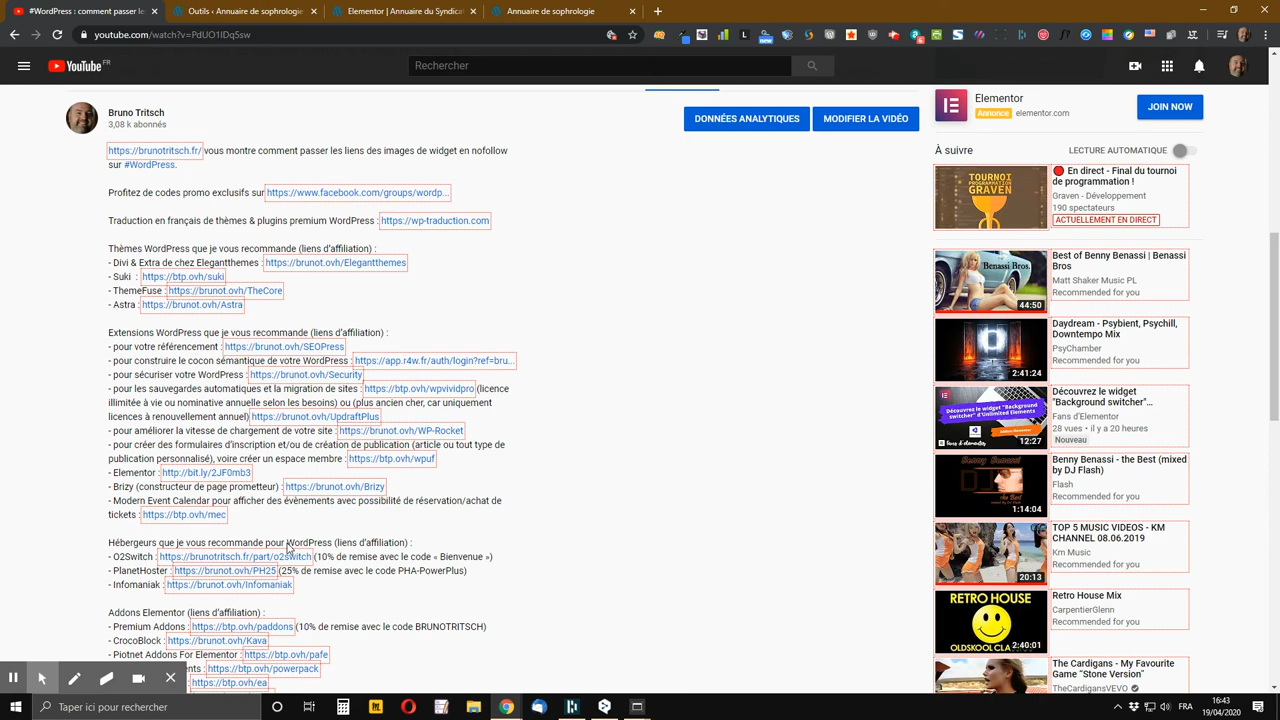 #WordPress : comment passer les
Outils ‹ Annuaire de sophrologie
Elementor | Annuaire du Syndicat
Annuaire de sophrologie
youtube.com/watch?v=PdUO1IDq5sw
YouTube FR
Rechercher
Bruno Tritsch
3,08 k abonnés
DONNÉES ANALYTIQUES
MODIFIER LA VIDÉO
https://brunotritsch.fr/ vous montre comment passer les liens des images de widget en nofollow
sur #WordPress.
Profitez de codes promo exclusifs sur https://www.facebook.com/groups/wordp...
Traduction en français de thèmes & plugins premium WordPress : https://wp-traduction.com
Thèmes WordPress que je vous recommande (liens d'affiliation) :
- Divi & Extra de chez Elegantthemes : https://brunot.ovh/Elegantthemes
- Suki : https://btp.ovh/suki
- ThemeFuse : https://brunot.ovh/TheCore
- Astra : https://brunot.ovh/Astra
Extensions WordPress que je vous recommande (liens d'affiliation) :
- pour votre référencement : https://brunot.ovh/SEOPress
- pour construire le cocon sémantique de votre WordPress : https://app.r4w.fr/auth/login?ref=bru...
- pour sécuriser votre WordPress : https://brunot.ovh/Security
- pour les sauvegardes automatiques et la migration de sites : https://btp.ovh/wpvividpro (licence
illimitée à vie ou nominative annuelle selon les besoins) ou (plus ancien cher, car uniquement
licences à renouvellement annuel) https://brunot.ovh/UpdraftPlus
- pour améliorer la vitesse de chargement de votre site : https://brunot.ovh/WP-Rocket
- pour créer des formulaires d'inscription et/ou de création de publication (article ou tout type de
publication personnalisé), voire créer un espace membre : https://btp.ovh/wpuf
- Elementor : http://bit.ly/2JF0mb3
- Brizy (constructeur de page prometteur) : https://brunot.ovh/Brizy
- Modern Event Calendar pour afficher des évènements avec possibilité de réservation/achat de
tickets : https://btp.ovh/mec
Hébergeurs que je vous recommande pour WordPress (liens d'affiliation) :
- O2Switch : https://brunotritsch.fr/part/o2switch (10% de remise avec le code « Bienvenue »)
- PlanetHoster : https://brunot.ovh/PH25 (25% de remise avec le code PHA-PowerPlus)
- Infomaniak : https://brunot.ovh/Infomaniak
Addons Elementor (liens d'affiliation) :
- Premium Addons : https://btp.ovh/paddons (10% de remise avec le code BRUNOTRITSCH)
- CrocoBlock : https://brunot.ovh/Kava
- Piotnet Addons For Elementor : https://btp.ovh/pafe
nts : https://btp.ovh/powerpack
https://btp.ovh/ea
Elementor
Annonce elementor.com
JOIN NOW
À suivre
LECTURE AUTOMATIQUE
TOURNOI
PROGRAMMATION
GRAVEN
En direct - Final du tournoi
de programmation !
Graven - Développement
190 spectateurs
ACTUELLEMENT EN DIRECT
Benassi Bros.
44:50
Best of Benny Benassi | Benassi
Bros
Matt Shaker Music PL
Recommended for you
2:41:24
Daydream - Psybient, Psychill,
Downtempo Mix
PsyChamber
Recommended for you
Découvrez le widget
"Background
switcher"
d'Unlimited Elements
Fans d'elementor
12:27
Découvrez le widget
"Background switcher"...
Fans d'Elementor
28 vues • il y a 20 heures
Nouveau
Benny Benassi
the Best
1:14:04
Benny Benassi - the Best (mixed
by DJ Flash)
Flash
Recommended for you
20:13
TOP 5 MUSIC VIDEOS - KM
CHANNEL 08.06.2019
Km Music
Recommended for you
RETRO HOUSE
2:40:01
Retro House Mix
CarpentierGlenn
Recommended for you
The Cardigans - My Favourite
Game "Stone Version"
TheCardigansVEVO
Taper ici pour rechercher
FRA
16:43
19/04/2020